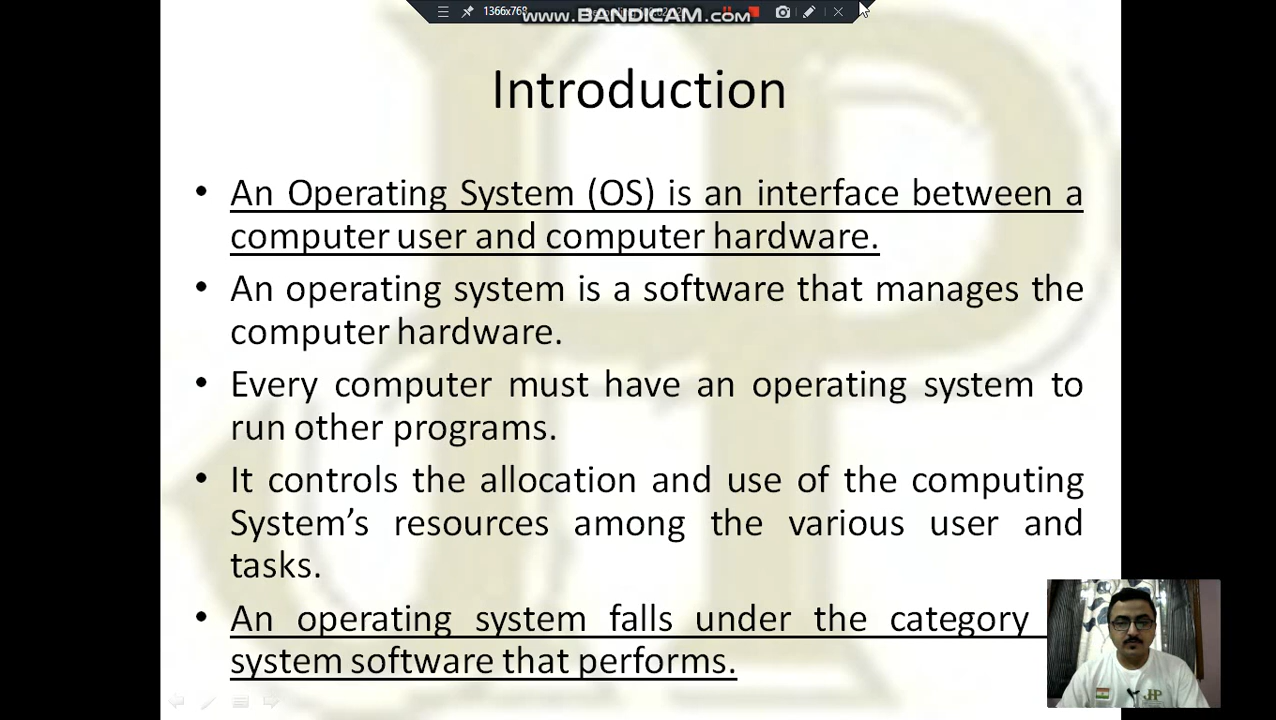 1366x768
www.BANDICAM.com
Introduction
• An Operating System (OS) is an interface between a
computer user and computer hardware.
• An operating system is a software that manages the
computer hardware.
• Every computer must have an operating system to
run other programs.
• It controls the allocation and use of the computing
System’s resources among the various user and
tasks.
• An operating system falls under the category
system software that performs.
JHP